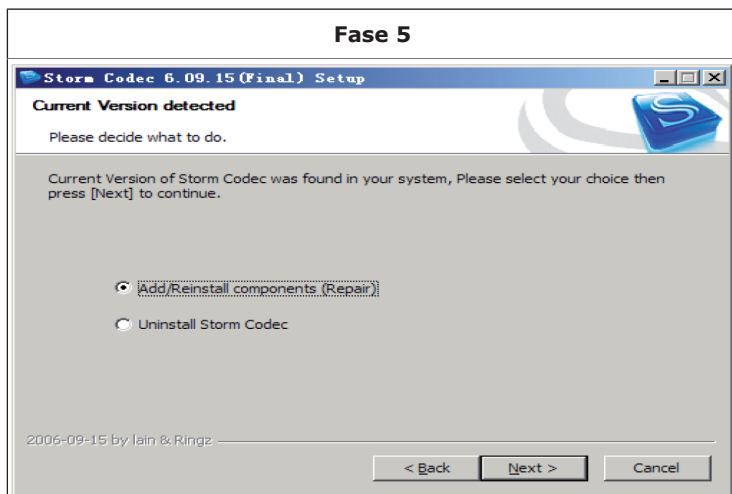 Fase 5
Storm Codec 6.09.15(Final) Setup
Current Version detected
Please decide what to do.
Current Version of Storm Codec was found in your system, Please select your choice then
press [Next] to continue.
Add/Reinstall components (Repair)
Uninstall Storm Codec
2006-09-15 by Iain & Ringz
< Back
Next >
Cancel